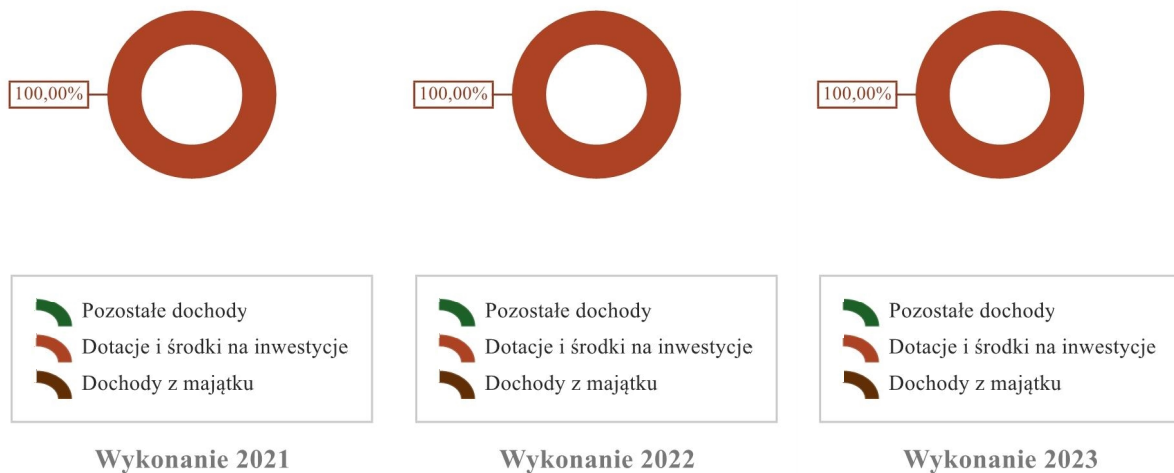 100,00%
Pozostałe dochody
Dotacje i środki na inwestycje
Dochody z majątku
Wykonanie 2021
100,00%
Pozostałe dochody
Dotacje i środki na inwestycje
Dochody z majątku
Wykonanie 2022
100,00%
Pozostałe dochody
Dotacje i środki na inwestycje
Dochody z majątku
Wykonanie 2023